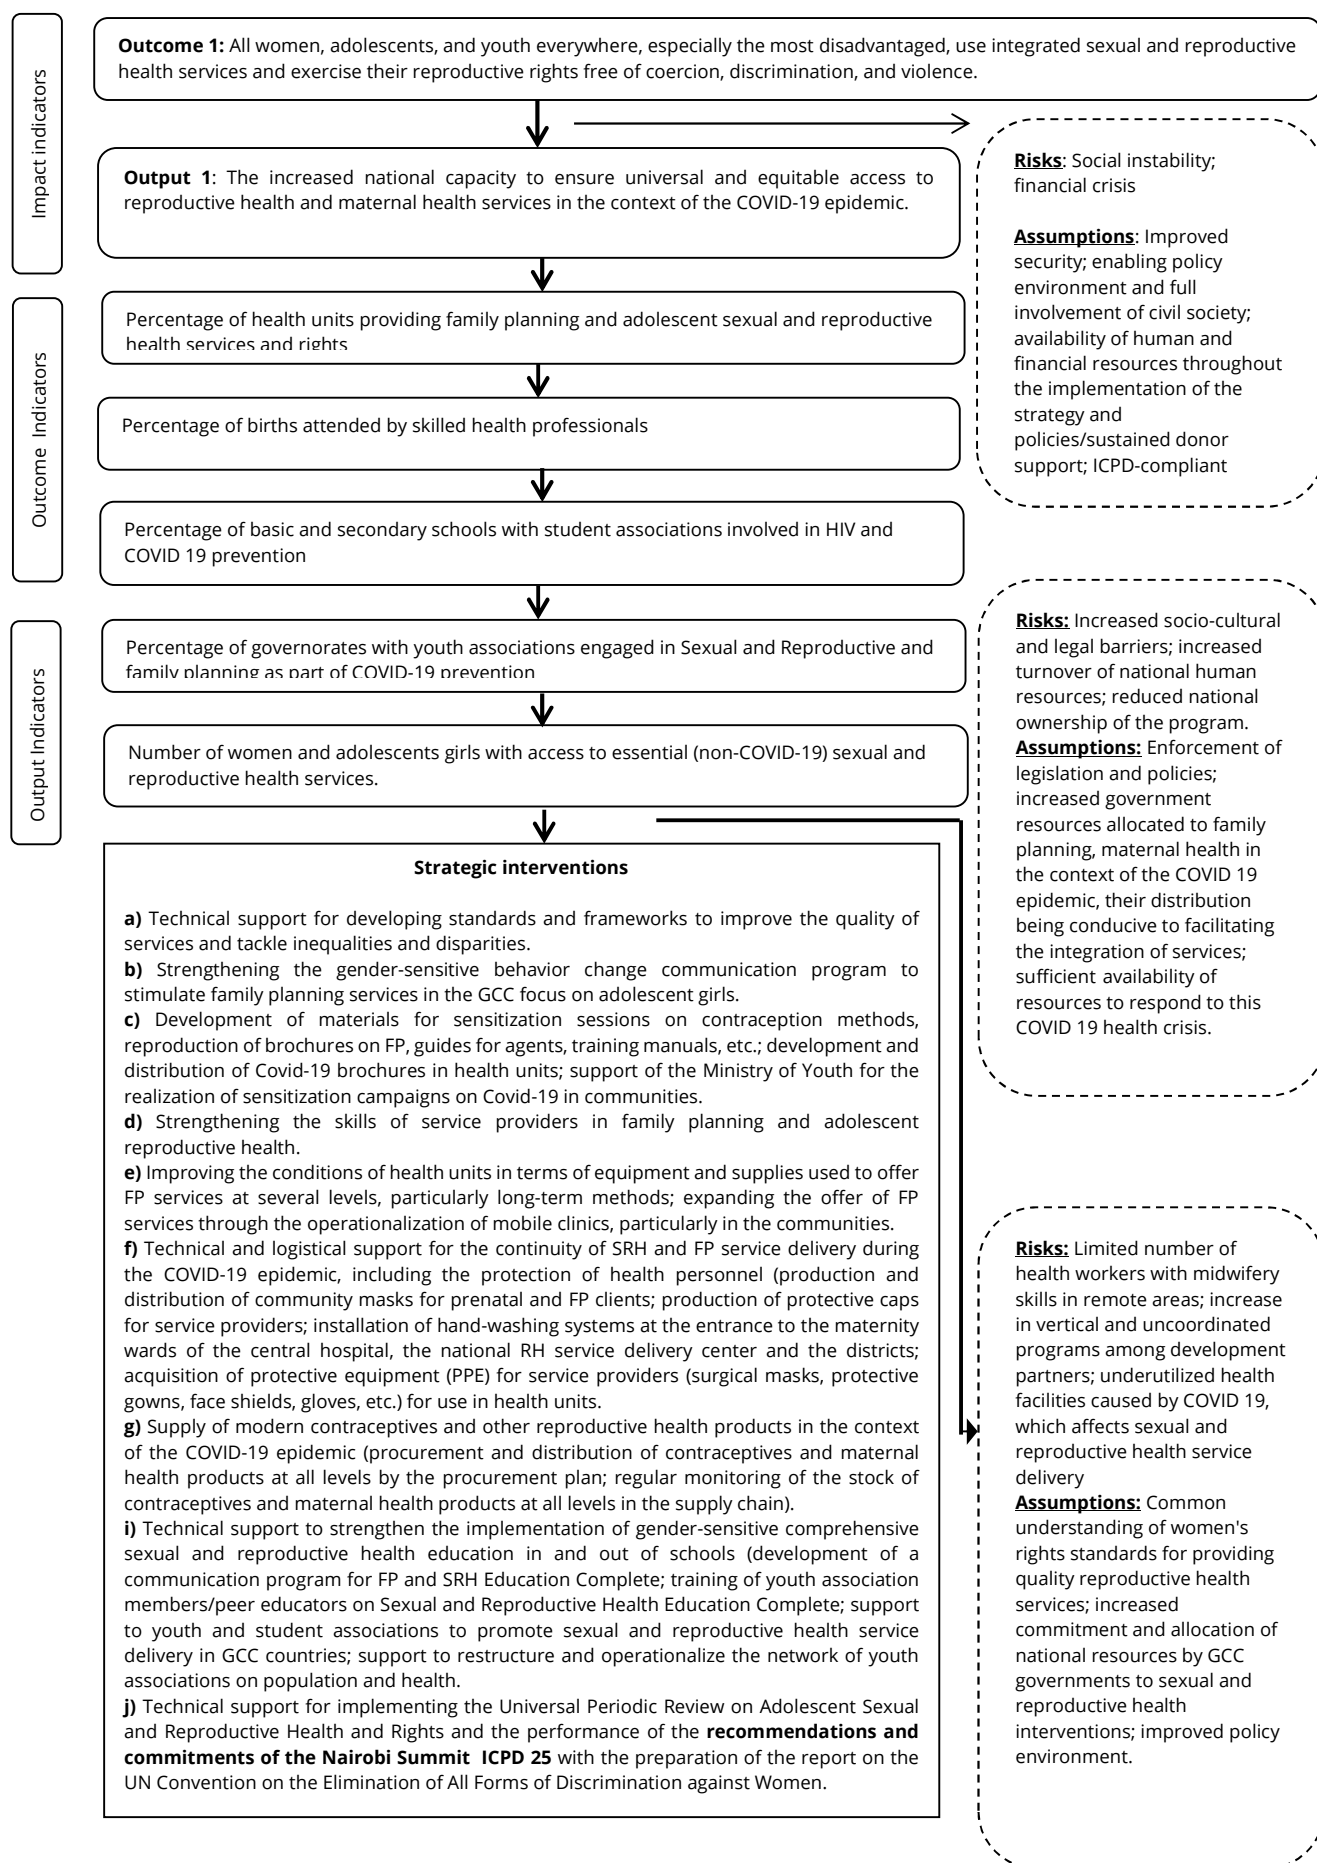 Impact indicators
Outcome 1: All women, adolescents, and youth everywhere, especially the most disadvantaged, use integrated sexual and reproductive
health services and exercise their reproductive rights free of coercion, discrimination, and violence.
Output 1: The increased national capacity to ensure universal and equitable access to
reproductive health and maternal health services in the context of the COVID-19 epidemic.
Risks: Social instability;
financial crisis
Assumptions: Improved
security; enabling policy
environment and full
involvement of civil society;
availability of human and
financial resources throughout
the implementation of the
strategy and
policies/sustained donor
support; ICPD-compliant
Outcome Indicators
Percentage of health units providing family planning and adolescent sexual and reproductive
health services and rights
Percentage of births attended by skilled health professionals
Percentage of basic and secondary schools with student associations involved in HIV and
COVID 19 prevention
Output Indicators
Percentage of governorates with youth associations engaged in Sexual and Reproductive and
family planning as part of COVID-19 prevention
Number of women and adolescents girls with access to essential (non-COVID-19) sexual and
reproductive health services.
Risks: Increased socio-cultural
and legal barriers; increased
turnover of national human
resources; reduced national
ownership of the program.
Assumptions: Enforcement of
legislation and policies;
increased government
resources allocated to family
planning, maternal health in
the context of the COVID 19
epidemic, their distribution
being conducive to facilitating
the integration of services;
sufficient availability of
resources to respond to this
COVID 19 health crisis.
Strategic interventions
a) Technical support for developing standards and frameworks to improve the quality of
services and tackle inequalities and disparities.
b) Strengthening the gender-sensitive behavior change communication program to
stimulate family planning services in the GCC focus on adolescent girls.
c) Development of materials for sensitization sessions on contraception methods,
reproduction of brochures on FP, guides for agents, training manuals, etc.; development and
distribution of Covid-19 brochures in health units; support of the Ministry of Youth for the
realization of sensitization campaigns on Covid-19 in communities.
d) Strengthening the skills of service providers in family planning and adolescent
reproductive health.
e) Improving the conditions of health units in terms of equipment and supplies used to offer
FP services at several levels, particularly long-term methods; expanding the offer of FP
services through the operationalization of mobile clinics, particularly in the communities.
f) Technical and logistical support for the continuity of SRH and FP service delivery during
the COVID-19 epidemic, including the protection of health personnel (production and
distribution of community masks for prenatal and FP clients; production of protective caps
for service providers; installation of hand-washing systems at the entrance to the maternity
wards of the central hospital, the national RH service delivery center and the districts;
acquisition of protective equipment (PPE) for service providers (surgical masks, protective
gowns, face shields, gloves, etc.) for use in health units.
g) Supply of modern contraceptives and other reproductive health products in the context
of the COVID-19 epidemic (procurement and distribution of contraceptives and maternal
health products at all levels by the procurement plan; regular monitoring of the stock of
contraceptives and maternal health products at all levels in the supply chain).
i) Technical support to strengthen the implementation of gender-sensitive comprehensive
sexual and reproductive health education in and out of schools (development of a
communication program for FP and SRH Education Complete; training of youth association
members/peer educators on Sexual and Reproductive Health Education Complete; support
to youth and student associations to promote sexual and reproductive health service
delivery in GCC countries; support to restructure and operationalize the network of youth
associations on population and health.
j) Technical support for implementing the Universal Periodic Review on Adolescent Sexual
and Reproductive Health and Rights and the performance of the recommendations and
commitments of the Nairobi Summit ICPD 25 with the preparation of the report on the
UN Convention on the Elimination of All Forms of Discrimination against Women.
Risks: Limited number of
health workers with midwifery
skills in remote areas; increase
in vertical and uncoordinated
programs among development
partners; underutilized health
facilities caused by COVID 19,
which affects sexual and
reproductive health service
delivery
Assumptions: Common
understanding of women's
rights standards for providing
quality reproductive health
services; increased
commitment and allocation of
national resources by GCC
governments to sexual and
reproductive health
interventions; improved policy
environment.